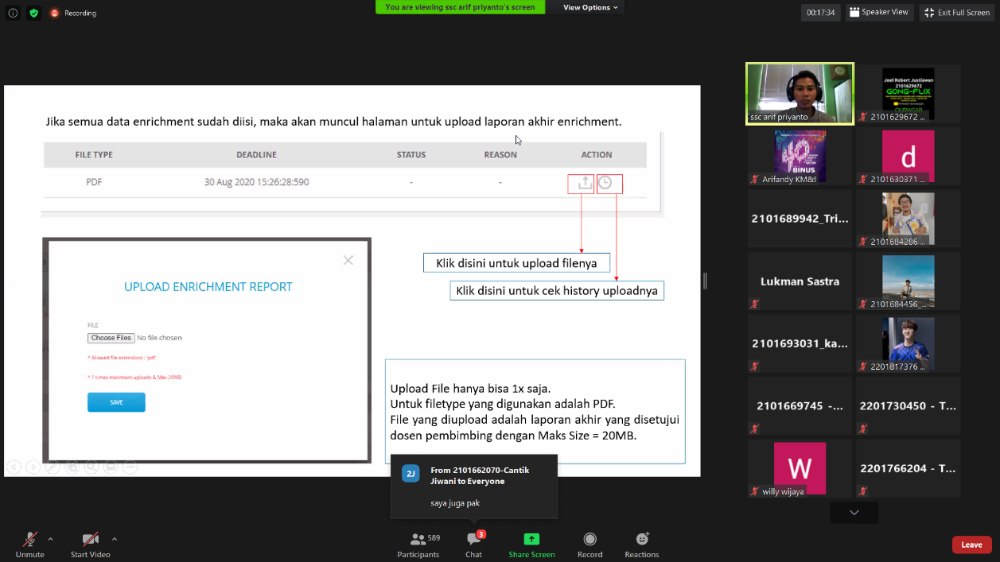 Recording
You are viewing ssc arif priyanto's screen
View Options
00:17:34
Speaker View
Exit Full Screen
Jika semua data enrichment sudah diisi, maka akan muncul halaman untuk upload laporan akhir enrichment.
FILE TYPE DEADLINE STATUS REASON ACTION
PDF 30 Aug 2020 15:26:28:590 - -
Klik disini untuk upload filenya
Klik disini untuk cek history uploadnya
UPLOAD ENRICHMENT REPORT
FILE
Choose Files No file chosen
* Allowed file extensions : 'pdf'
* 1 times maximum uploads & Max 20MB
SAVE
Upload File hanya bisa 1x saja.
Untuk filetype yang digunakan adalah PDF.
File yang diupload adalah laporan akhir yang disetujui
dosen pembimbing dengan Maks Size = 20MB.
2J
From 2101662070-Cantik
Jiwani to Everyone
saya juga pak
ssc arif priyanto
Joel Robert Justiawan
2101629672
GONG-FLIX
2101629672 ...
BINUS
Arifandy KM&I
d
2101630371 ...
2101689942_Tri...
2101684286 ...
Lukman Sastra
2101684456_...
2101693031_ka...
2201817376 ...
2101669745 -...
2201730450 - T...
W
willy wijaya
2201766204 - T...
Unmute
Start Video
589
Participants
3
Chat
Share Screen
Record
Reactions
Leave